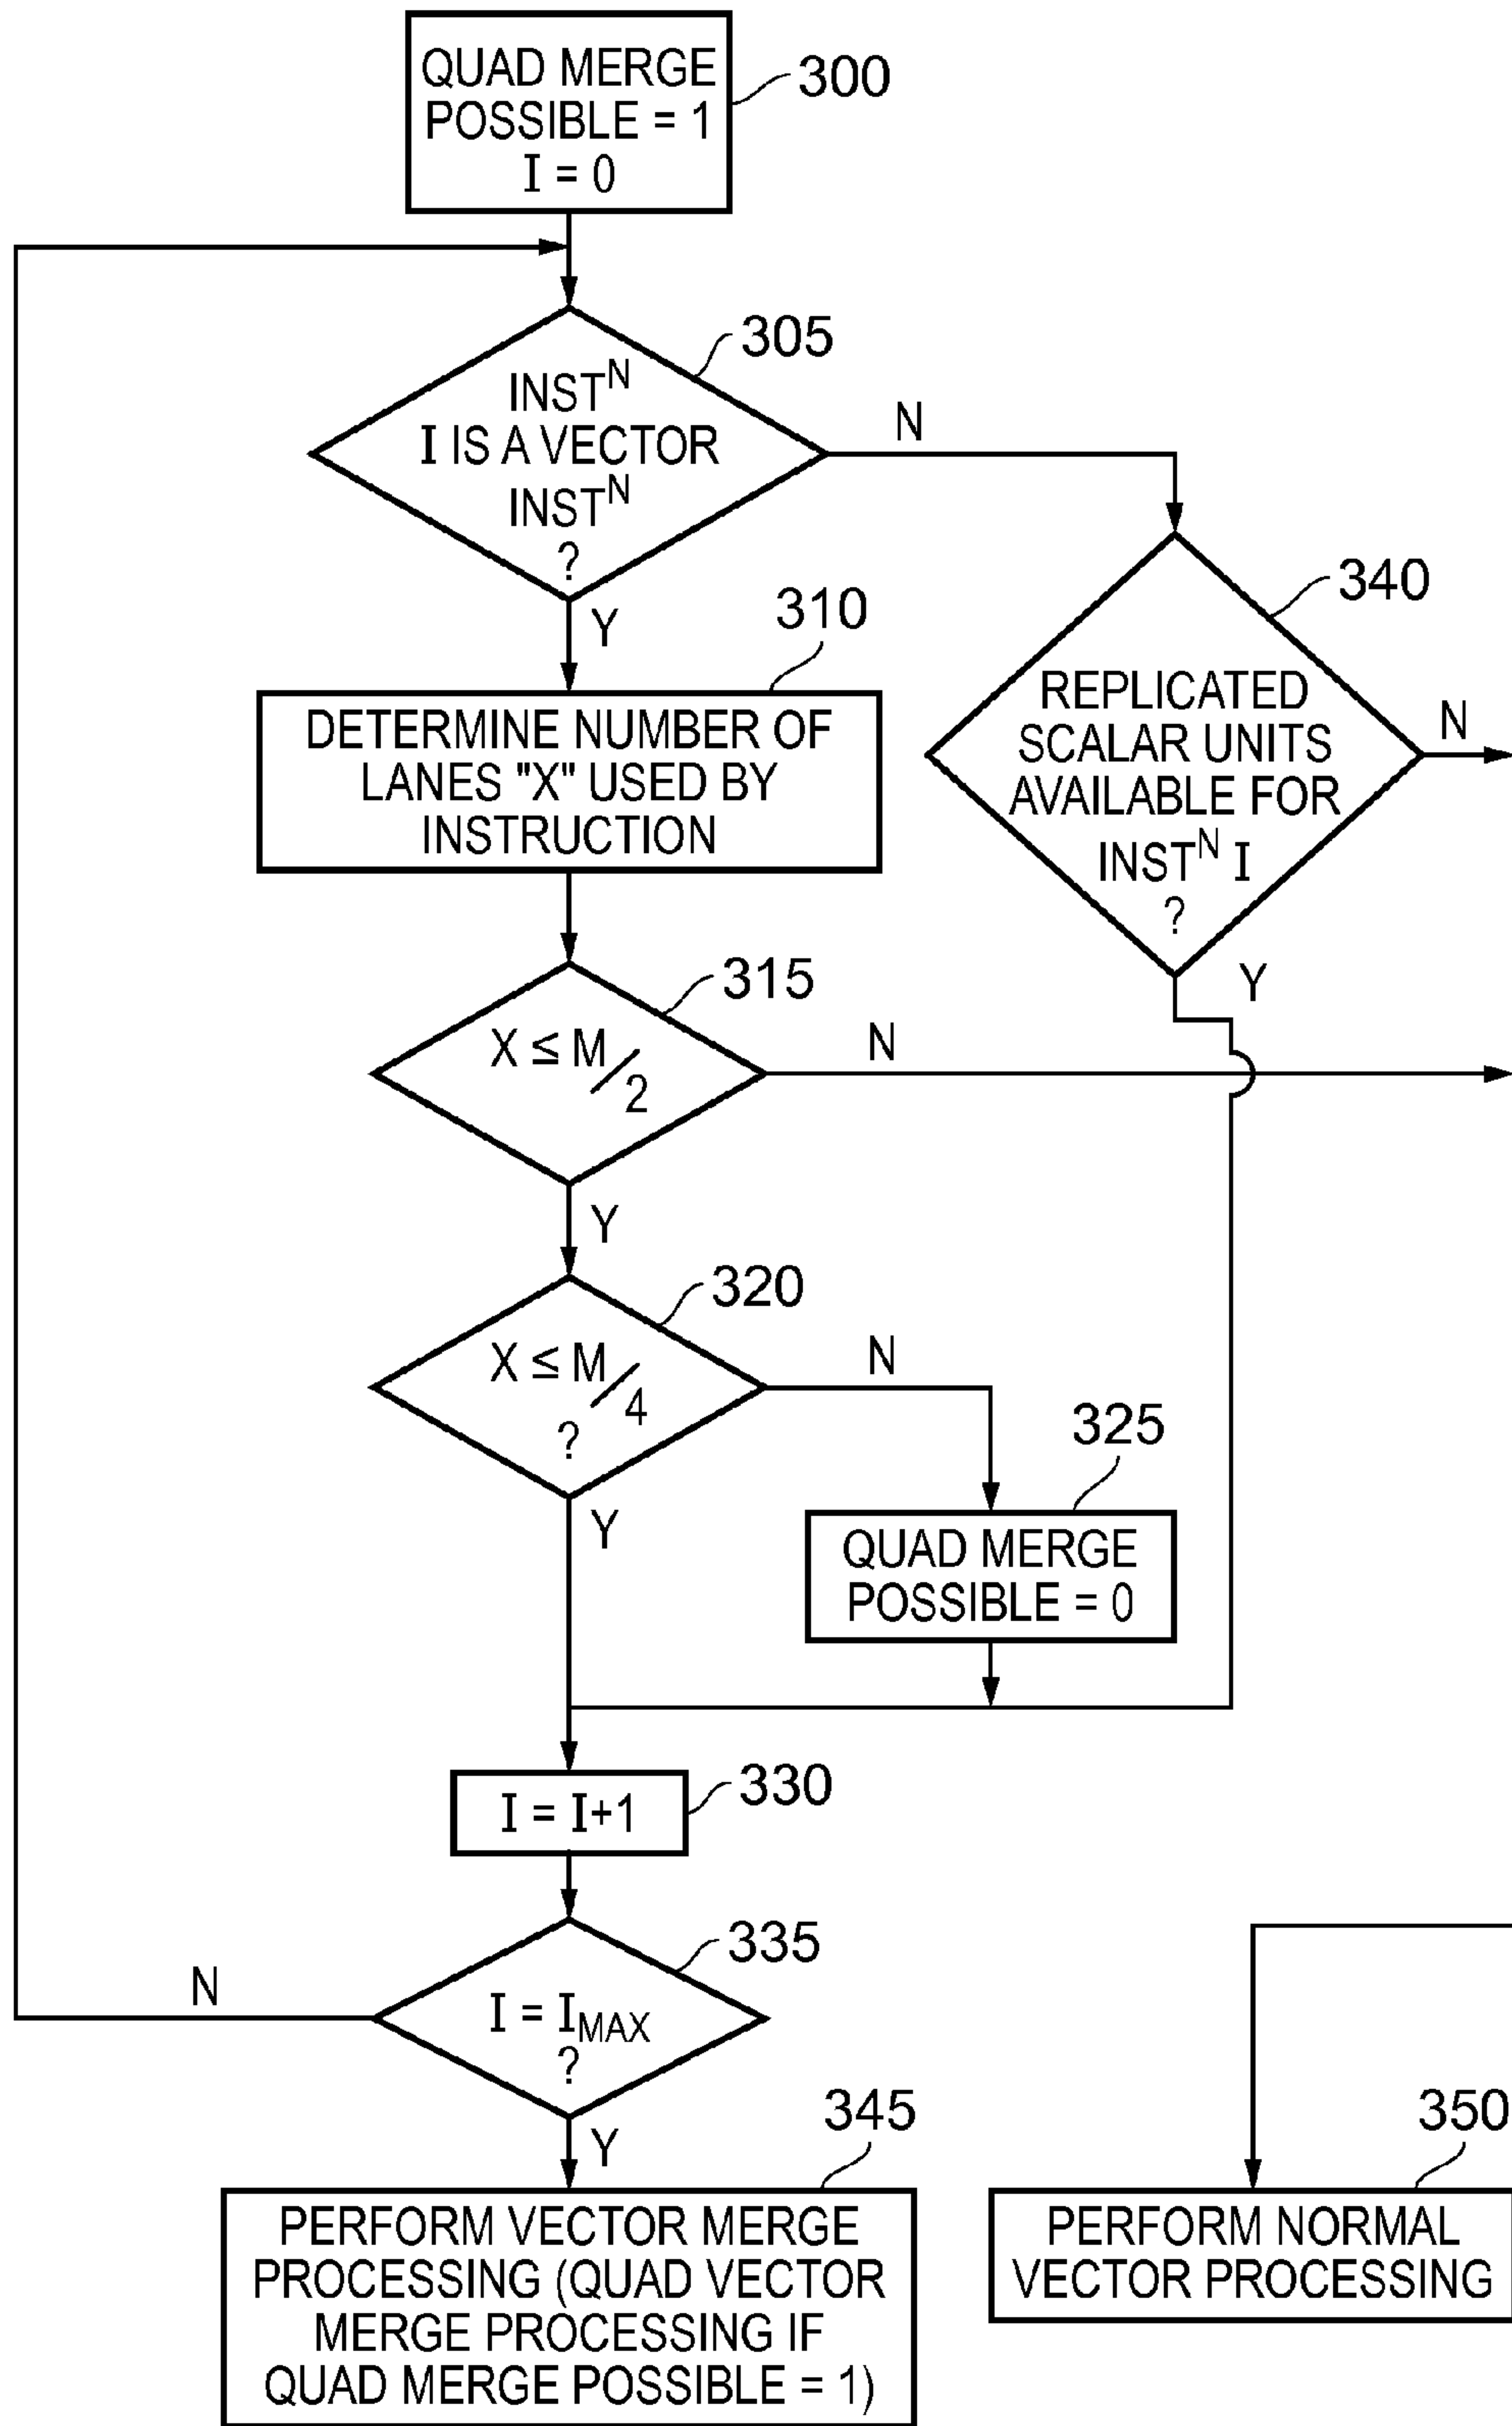 QUAD MERGE
POSSIBLE = 1
I = 0
300
INST^N
I IS A VECTOR
INST^N
?
305
N
Y
310
DETERMINE NUMBER OF
LANES "X" USED BY
INSTRUCTION
340
REPLICATED
SCALAR UNITS
AVAILABLE FOR
INST^N I
?
N
Y
315
X ≤ M/2
N
Y
320
X ≤ M/4
?
N
Y
325
QUAD MERGE
POSSIBLE = 0
330
I = I+1
335
I = I_MAX
?
N
Y
345
PERFORM VECTOR MERGE
PROCESSING (QUAD VECTOR
MERGE PROCESSING IF
QUAD MERGE POSSIBLE = 1)
350
PERFORM NORMAL
VECTOR PROCESSING